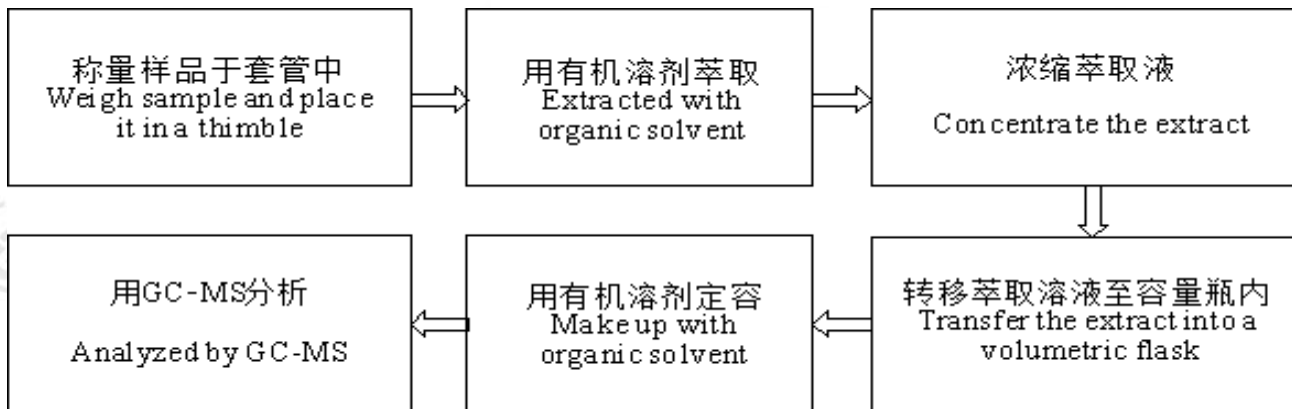 称量样品于套管中
Weigh sample and place
it in a thimble
用有机溶剂萃取
Extracted with
organic solvent
浓缩萃取液
Concentrate the extract
转移萃取溶液至容量瓶内
Transfer the extract into a
volumetric flask
用有机溶剂定容
Make up with
organic solvent
用GC-MS分析
Analyzed by GC-MS